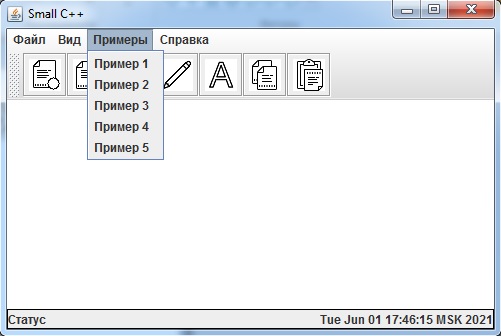 Small C++
Файл Вид Примеры Справка
Пример 1
Пример 2
Пример 3
Пример 4
Пример 5
A
Статус Tue Jun 01 17:46:15 MSK 2021